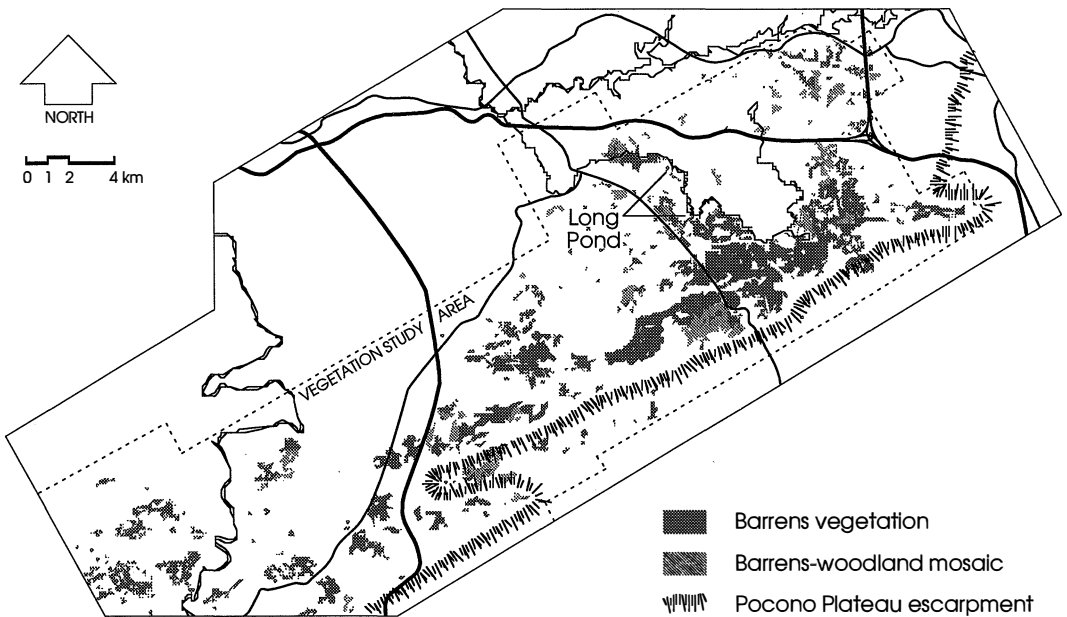 NORTH
0 1 2 4 km
Long
Pond
VEGETATION STUDY AREA
Barrens vegetation
Barrens-woodland mosaic
Pocono Plateau escarpment